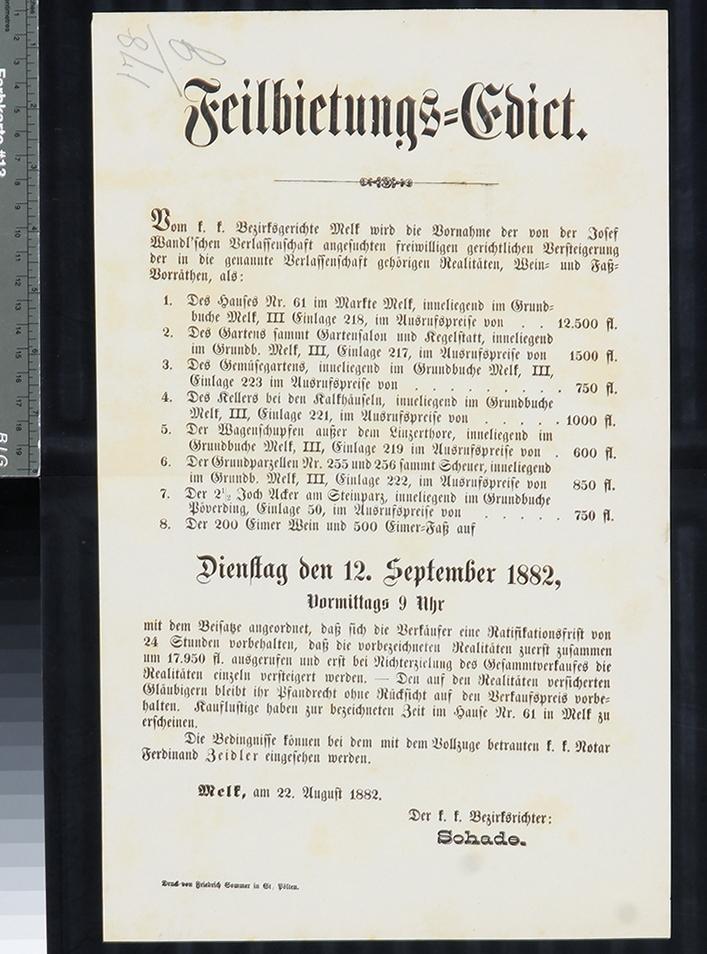 178/B
Feilbietungs-Edict.
Vom k. k. Bezirksgerichte Melk wird die Vornahme der von der Josef
Wandl'schen Verlassenschaft angesuchten freiwilligen gerichtlichen Versteigerung
der in die genannte Verlassenschaft gehörigen Realitäten, Wein- und Faß-
Vorräthen, als:
1. Des Hauses Nr. 61 im Markte Melk, inneliegend im Grund-
buche Melk, III Einlage 218, im Ausrufspreise von . . 12.500 fl.
2. Des Gartens sammt Gartensalon und Kegelstatt, inneliegend
im Grundb. Melk, III, Einlage 217, im Ausrufspreise von 1500 fl.
3. Des Gemüsegartens, inneliegend im Grundbuche Melk, III,
Einlage 223 im Ausrufspreise von . . . . . . . . . 750 fl.
4. Des Kellers bei den Kalkhäuseln, inneliegend im Grundbuche
Melk, III, Einlage 221, im Ausrufspreise von . . . . . 1000 fl.
5. Der Wagenschupfen außer dem Linzerthore, inneliegend im
Grundbuche Melk, III, Einlage 219 im Ausrufspreise von . 600 fl.
6. Der Grundparzellen Nr. 255 und 256 sammt Scheuer, inneliegend
im Grundb. Melk, III, Einlage 222, im Ausrufspreise von 850 fl.
7. Der 2½ Joch Acker am Steinparz, inneliegend im Grundbuche
Pöverding, Einlage 50, im Ausrufspreise von . . . . . 750 fl.
8. Der 200 Eimer Wein und 500 Eimer-Faß auf
Dienstag den 12. September 1882,
Vormittags 9 Uhr
mit dem Beisatze angeordnet, daß sich die Verkäufer eine Ratifikationsfrist von
24 Stunden vorbehalten, daß die vorbezeichneten Realitäten zuerst zusammen
um 17.950 fl. ausgerufen und erst bei Nichterzielung des Gesammtverkaufes die
Realitäten einzeln versteigert werden. — Den auf den Realitäten versicherten
Gläubigern bleibt ihr Pfandrecht ohne Rücksicht auf den Verkaufspreis vorbe-
halten. Kauflustige haben zur bezeichneten Zeit im Hause Nr. 61 in Melk zu
erscheinen.
Die Bedingnisse können bei dem mit dem Vollzuge betrauten k. k. Notar
Ferdinand Zeidler eingesehen werden.
Melk, am 22. August 1882.
Der k. k. Bezirksrichter:
Schade.
Druck von Friedrich Sommer in St. Pölten.
Farbkarte #13
B.I.G.